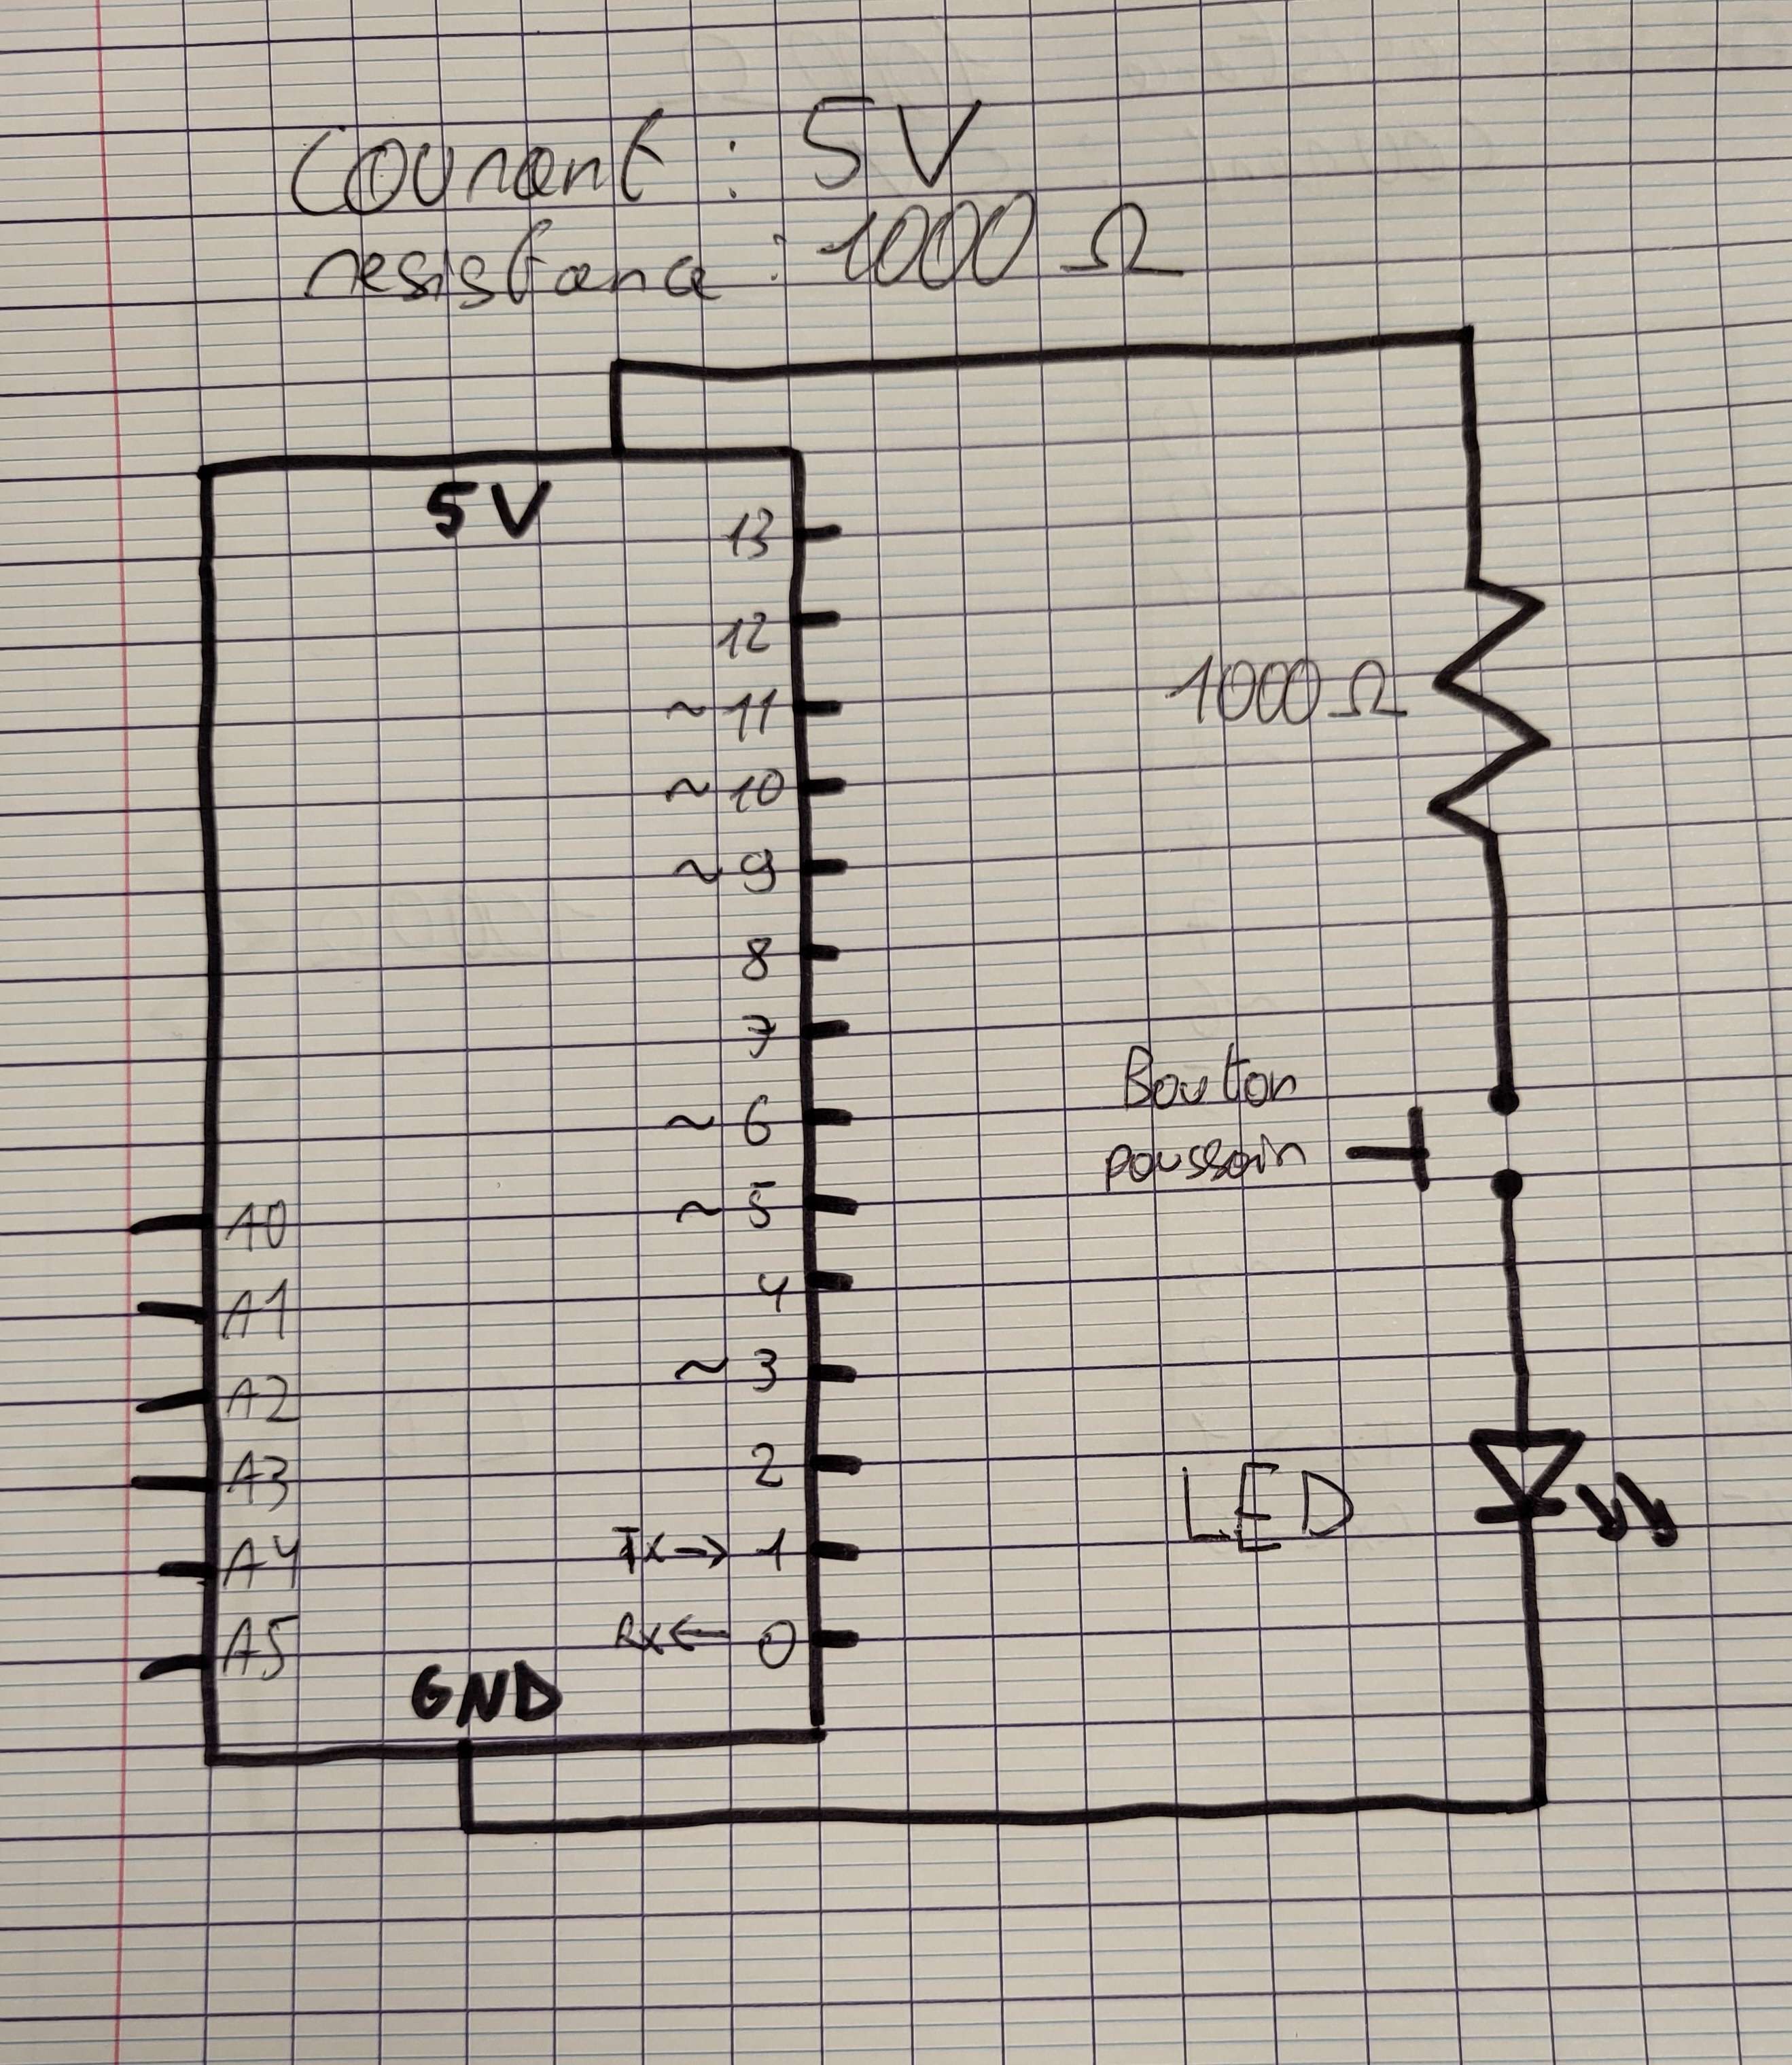 Courant : 5V
resistance : 1000 Ω
5V
13
12
~11
~10
~9
8
7
~6
~5
4
~3
2
Tx→ 1
Rx← 0
A0
A1
A2
A3
A4
A5
GND
1000 Ω
Bouton
poussoir
LED